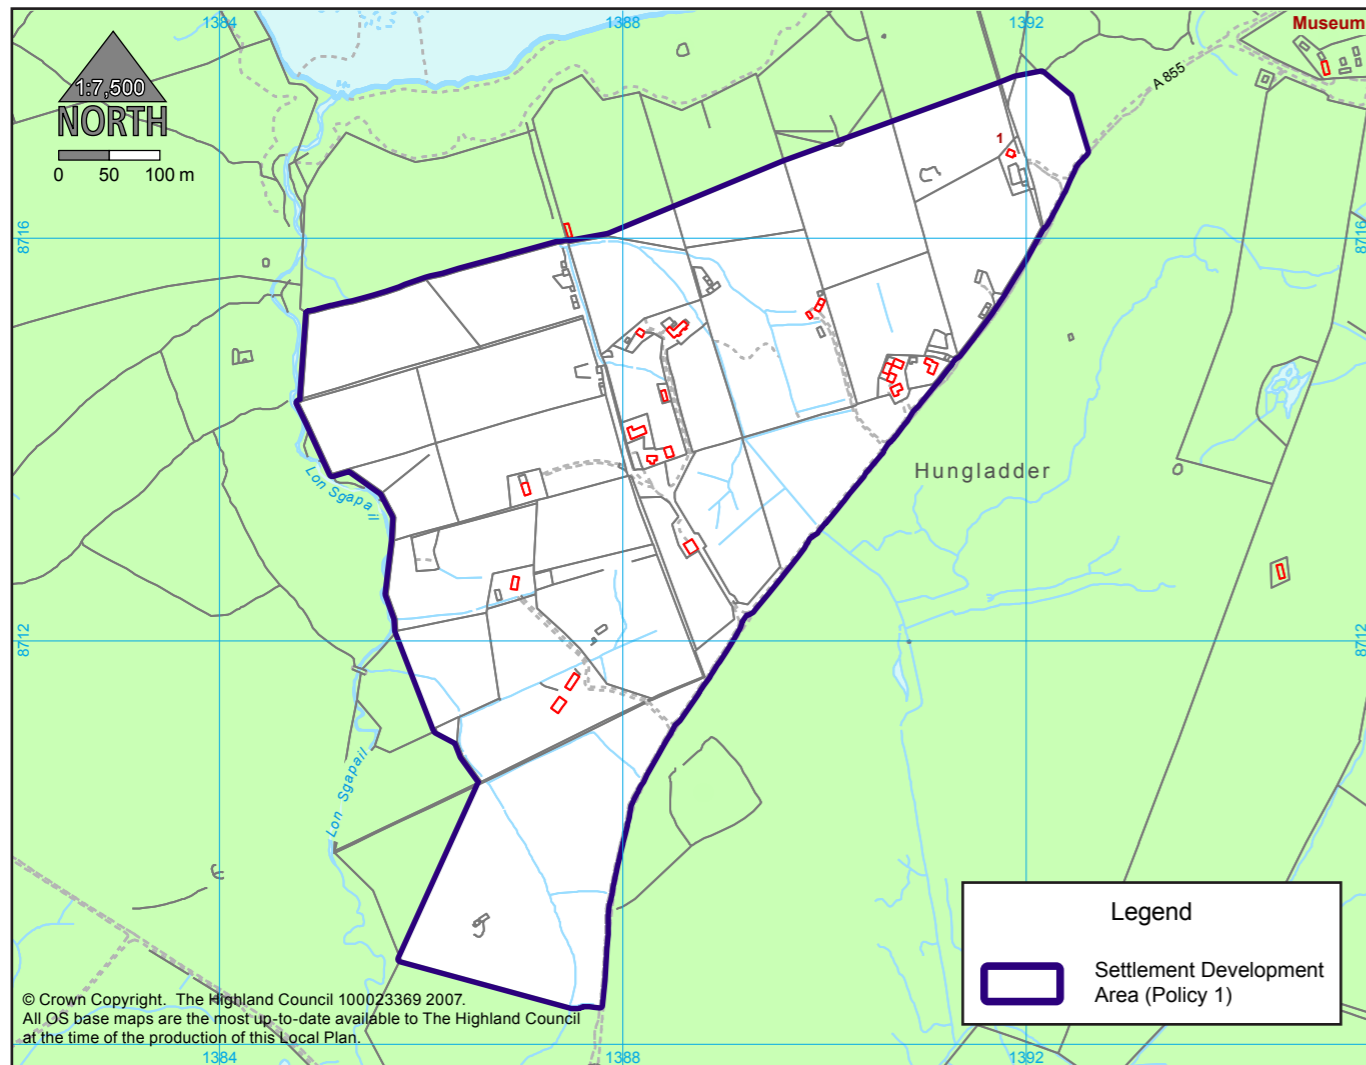 1384
1388
1392
Museum
1:7,500
NORTH
0 50 100 m
A 855
1
8716
8716
Hungladder
Lon Sgapail
8712
8712
Lon Sgapail
Legend
Settlement Development
Area (Policy 1)
© Crown Copyright. The Highland Council 100023369 2007.
All OS base maps are the most up-to-date available to The Highland Council
at the time of the production of this Local Plan.
1384
1388
1392